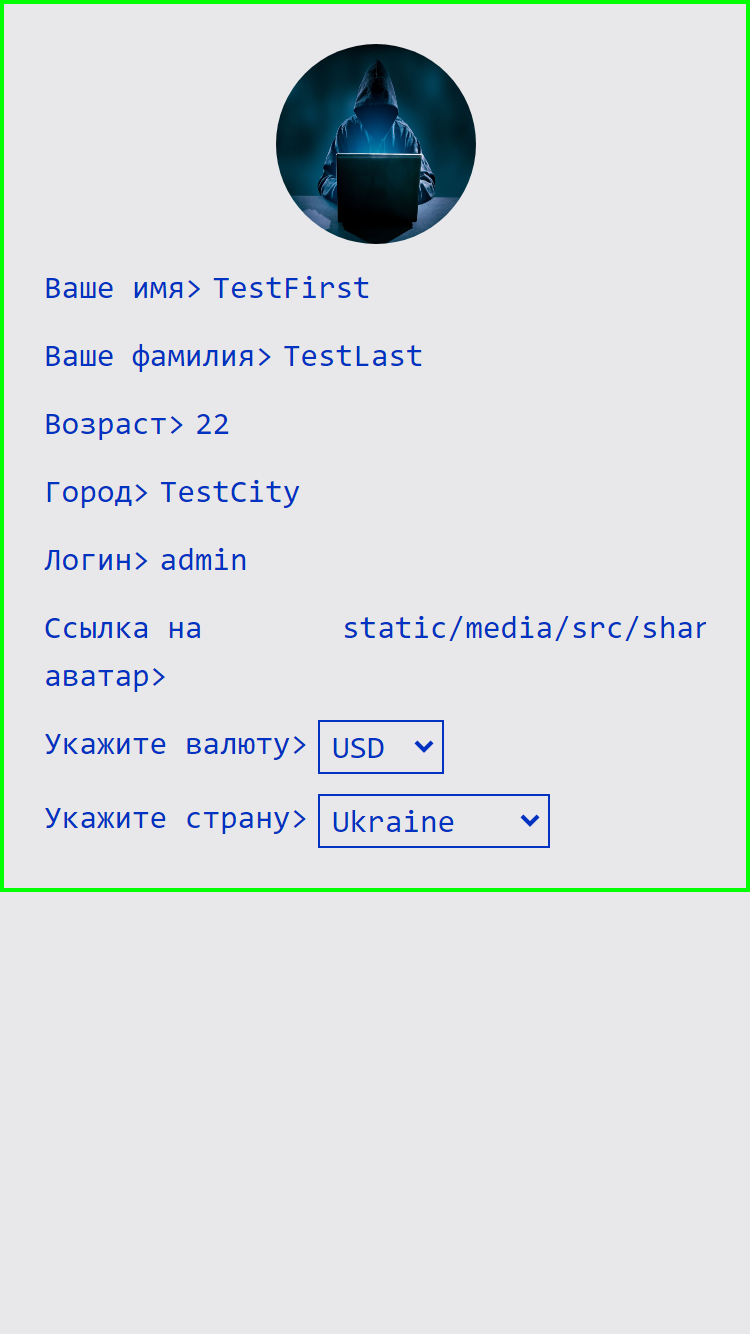 Ваше имя> TestFirst
Ваше фамилия> TestLast
Возраст> 22
Город> TestCity
Логин> admin
Ссылка на static/media/src/shar
аватар>
Укажите валюту> USD
Укажите страну> Ukraine